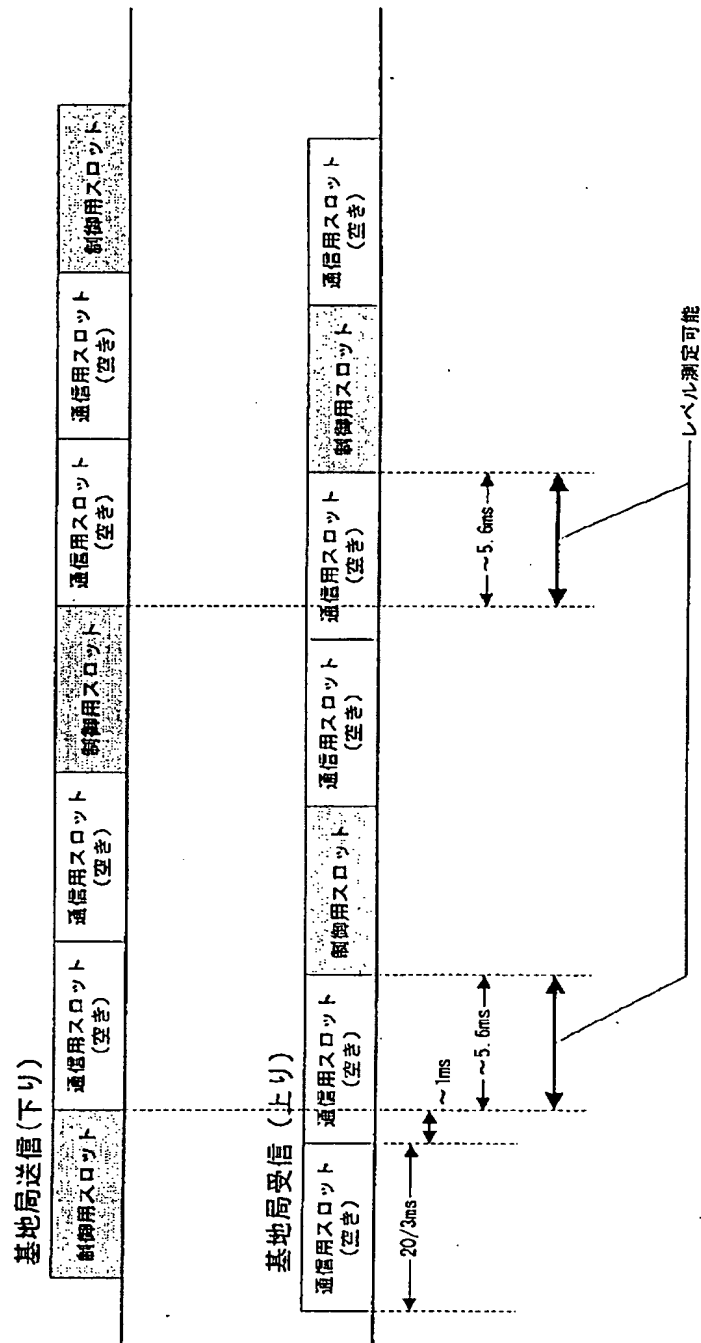 基地局送信(下り)
制御用スロット
通信用スロット
(空き)
通信用スロット
(空き)
制御用スロット
通信用スロット
(空き)
通信用スロット
(空き)
制御用スロット
基地局受信 (上り)
通信用スロット
(空き)
通信用スロット
(空き)
制御用スロット
通信用スロット
(空き)
通信用スロット
(空き)
制御用スロット
通信用スロット
(空き)
20/3ms
~1ms
~5.6ms
~5.6ms
レベル測定可能